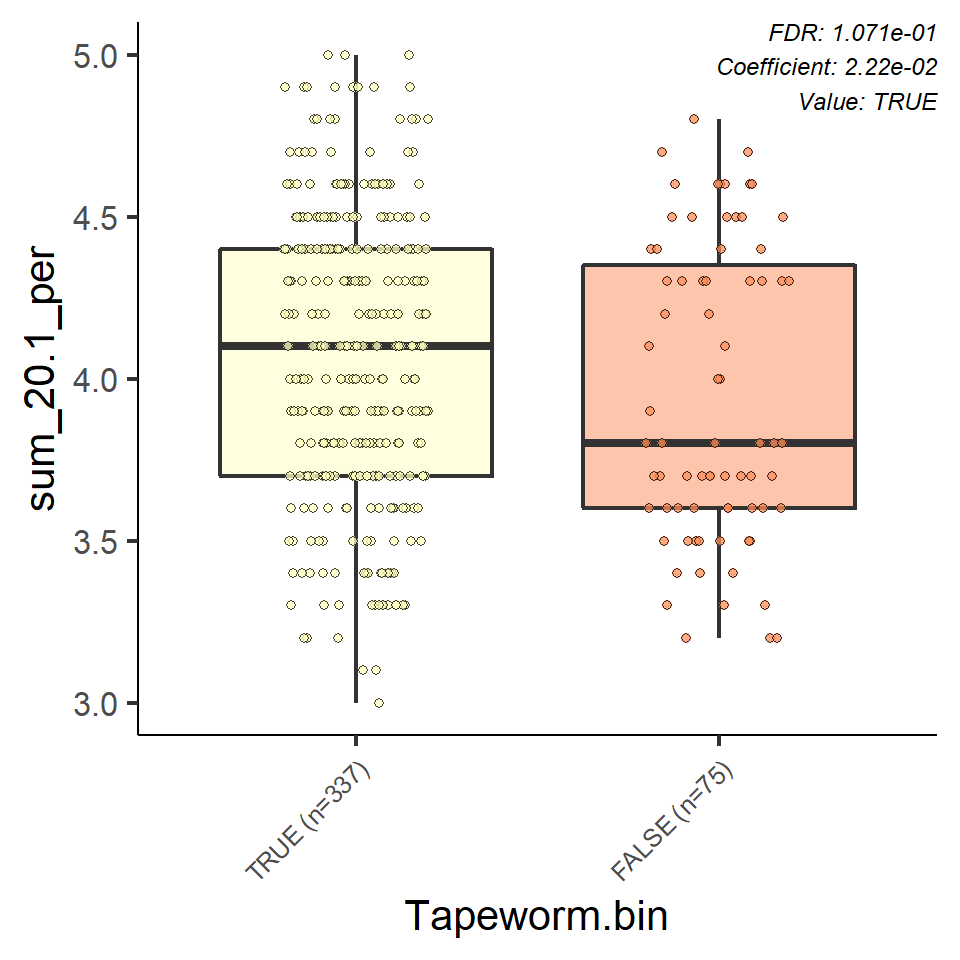 FDR: 1.071e-01
Coefficient: 2.22e-02
Value: TRUE
sum_20.1_per
5.0
4.5
4.0
3.5
3.0
TRUE (n=337)
FALSE (n=75)
Tapeworm.bin